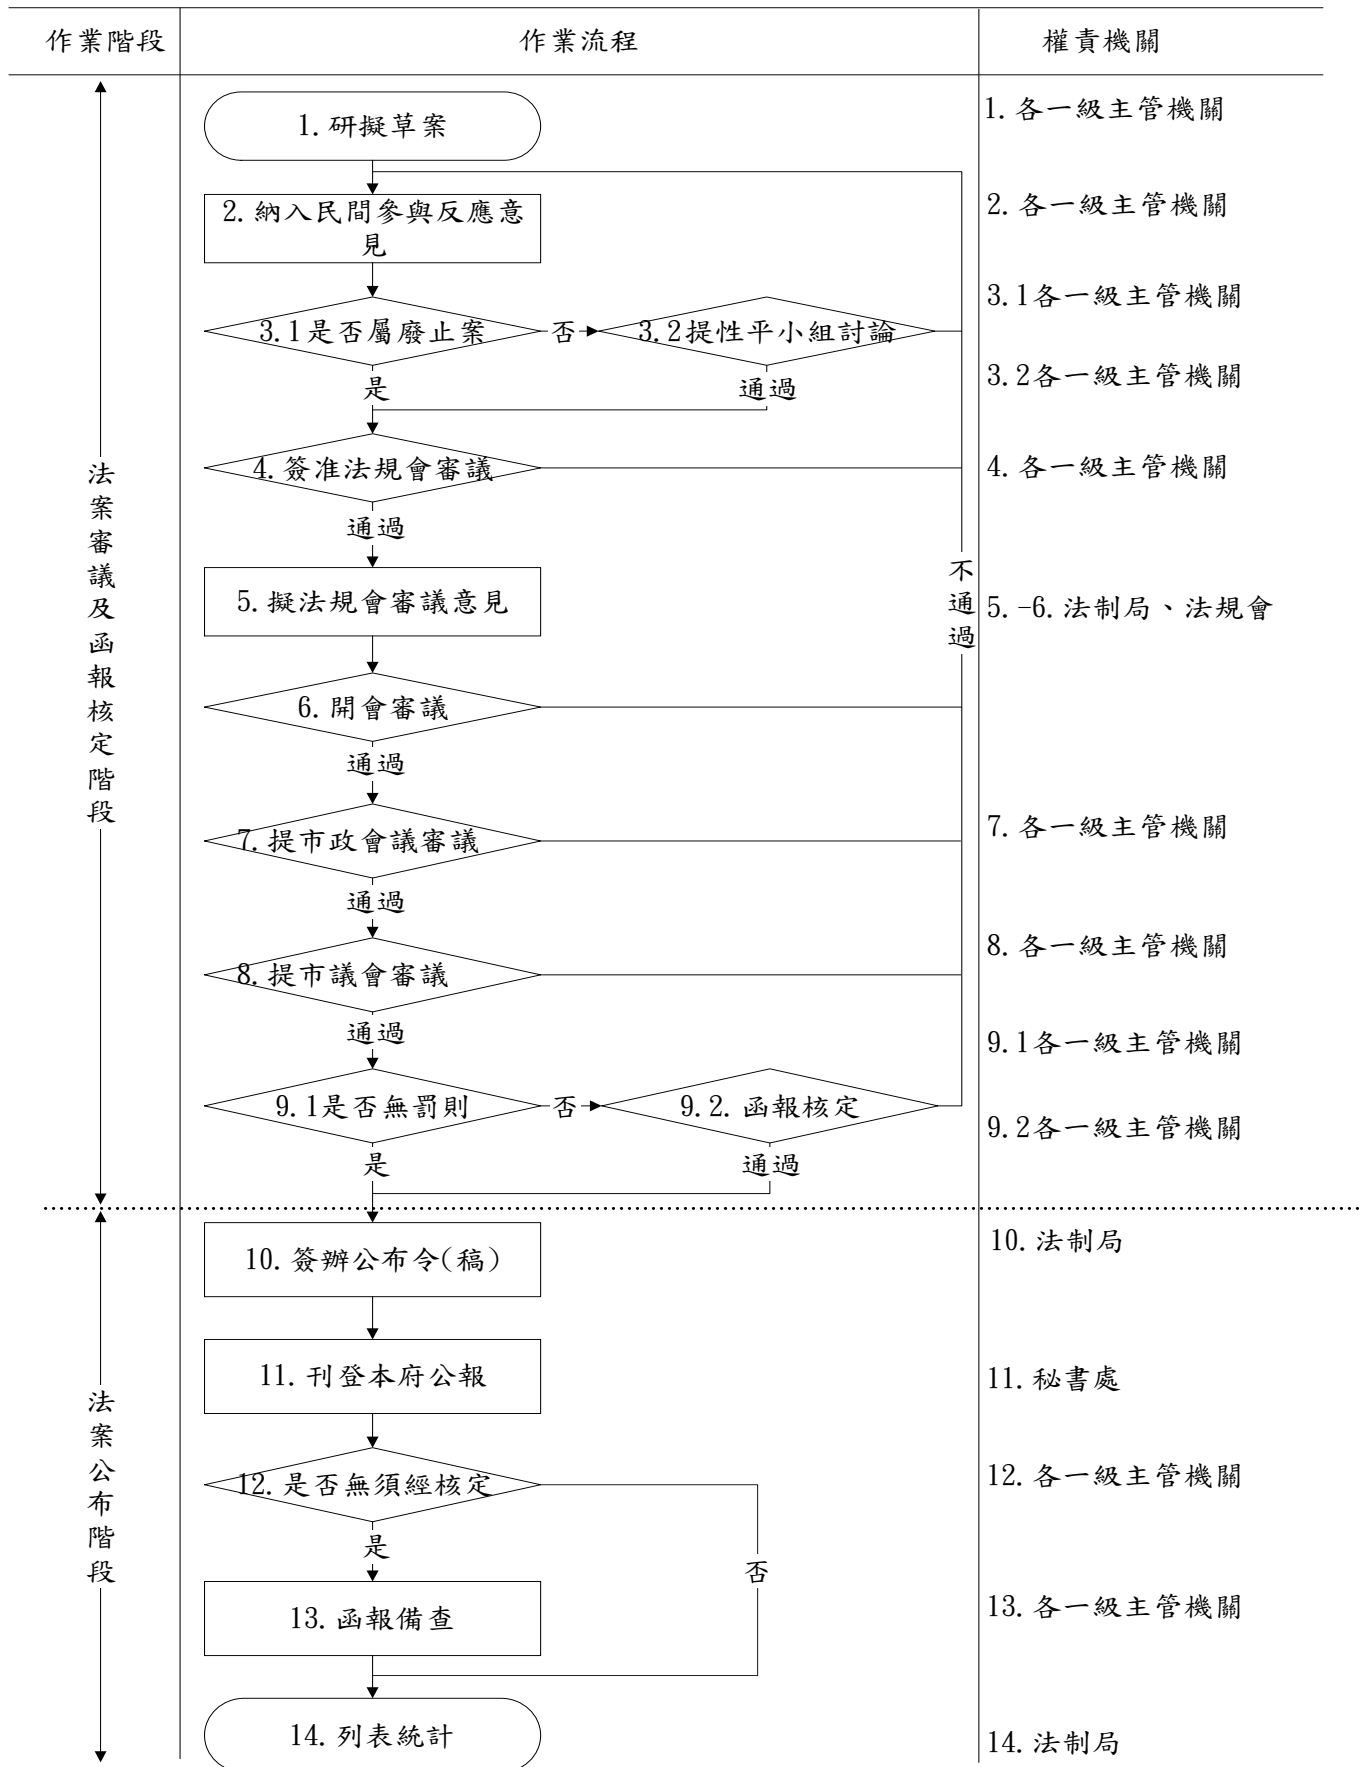 作業階段
作業流程
權責機關
1.研擬草案
1.各一級主管機關
2.納入民間參與反應意
見
2.各一級主管機關
3.1是否屬廢止案
否
3.2提性平小組討論
3.1各一級主管機關
是
通過
3.2各一級主管機關
4.簽准法規會審議
4.各一級主管機關
通過
不通過
法案審議及函報核定階段
5.擬法規會審議意見
5.-6.法制局、法規會
6.開會審議
通過
7.提市政會議審議
7.各一級主管機關
通過
8.提市議會審議
8.各一級主管機關
通過
9.1是否無罰則
否
9.2.函報核定
9.1各一級主管機關
是
通過
9.2各一級主管機關
10.簽辦公布令(稿)
10.法制局
11.刊登本府公報
11.秘書處
法案公布階段
12.是否無須經核定
12.各一級主管機關
是
否
13.函報備查
13.各一級主管機關
14.列表統計
14.法制局